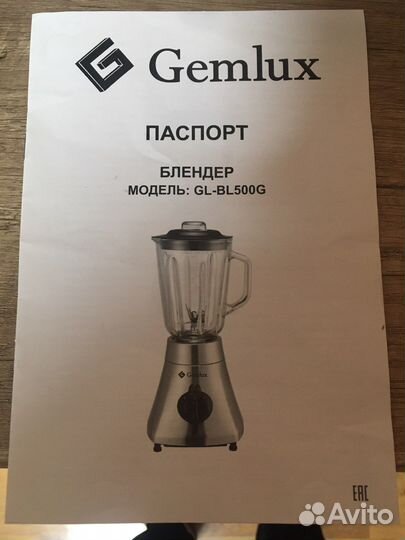 Gemlux
ПАСПОРТ
БЛЕНДЕР
МОДЕЛЬ: GL-BL500G
Gemlux
EAC
Avito